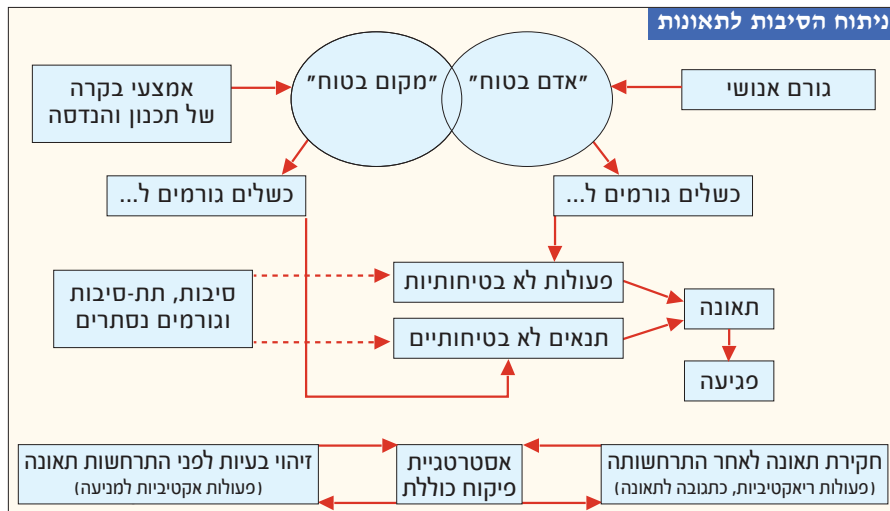 ניתוח הסיבות לתאונות
גורם אנושי
"אדם בטוח"
"מקום בטוח"
אמצעי בקרה
של תכנון והנדסה
כשלים גורמים ל...
כשלים גורמים ל...
פעולות לא בטיחותיות
תנאים לא בטיחותיים
סיבות, תת-סיבות
וגורמים נסתרים
תאונה
פגיעה
חקירת תאונה לאחר התרחשותה
(פעולות ריאקטיביות, כתגובה לתאונה)
אסטרטגיית
פיקוח כוללת
זיהוי בעיות לפני התרחשות תאונה
(פעולות אקטיביות למניעה)